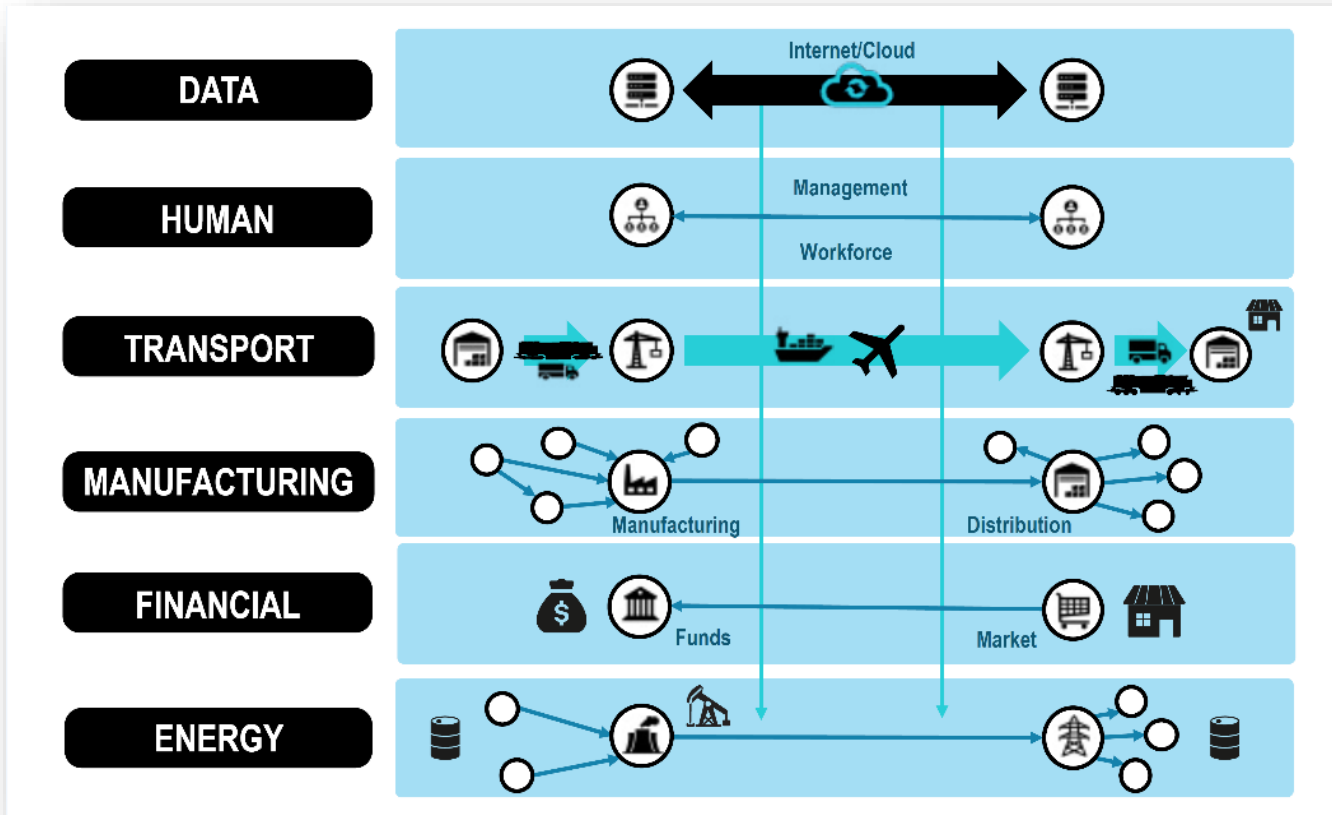 DATA
Internet/Cloud
HUMAN
Management
Workforce
TRANSPORT
MANUFACTURING
Manufacturing
Distribution
FINANCIAL
$
Funds
Market
ENERGY